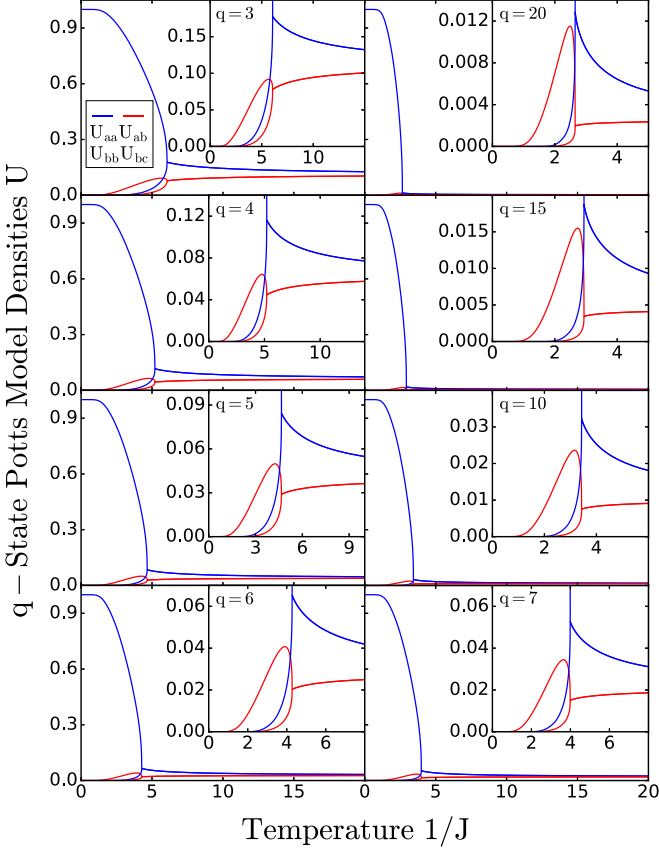 q − State Potts Model Densities U
1.0
0.9
0.6
0.3
0.0
U_aa U_ab
U_bb U_bc
q = 3
0.15
0.10
0.05
0.00
0 5 10
q = 20
0.012
0.008
0.004
0.000
0 2 4
0.9
0.6
0.3
0.0
q = 4
0.12
0.08
0.04
0.00
0 5 10
q = 15
0.015
0.010
0.005
0.000
0 2 4
0.9
0.6
0.3
0.0
q = 5
0.09
0.06
0.03
0.00
0 3 6 9
q = 10
0.03
0.02
0.01
0.00
0 2 4
0.9
0.6
0.3
0.0
q = 6
0.06
0.04
0.02
0.00
0 2 4 6
q = 7
0.06
0.04
0.02
0.00
0 2 4 6
0 5 10 15 20 0 5 10 15 20
Temperature 1/J